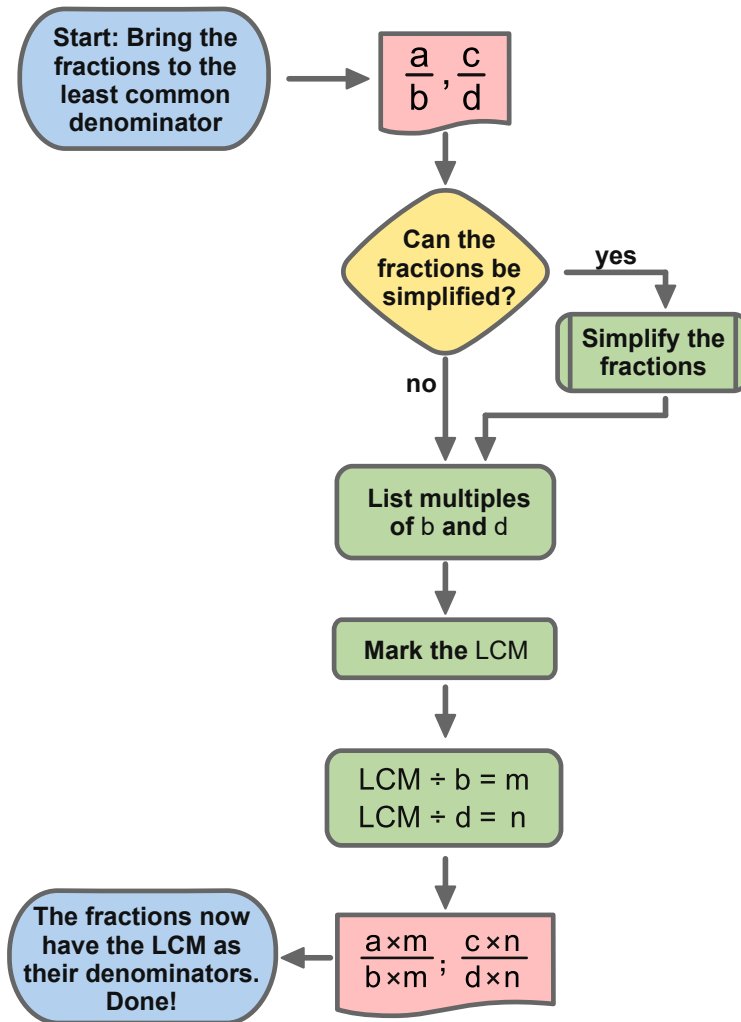 Start: Bring the
fractions to the
least common
denominator
a/b , c/d
Can the
fractions be
simplified?
yes
Simplify the
fractions
no
List multiples
of b and d
Mark the LCM
LCM ÷ b = m
LCM ÷ d = n
a×m/b×m ; c×n/d×n
The fractions now
have the LCM as
their denominators.
Done!